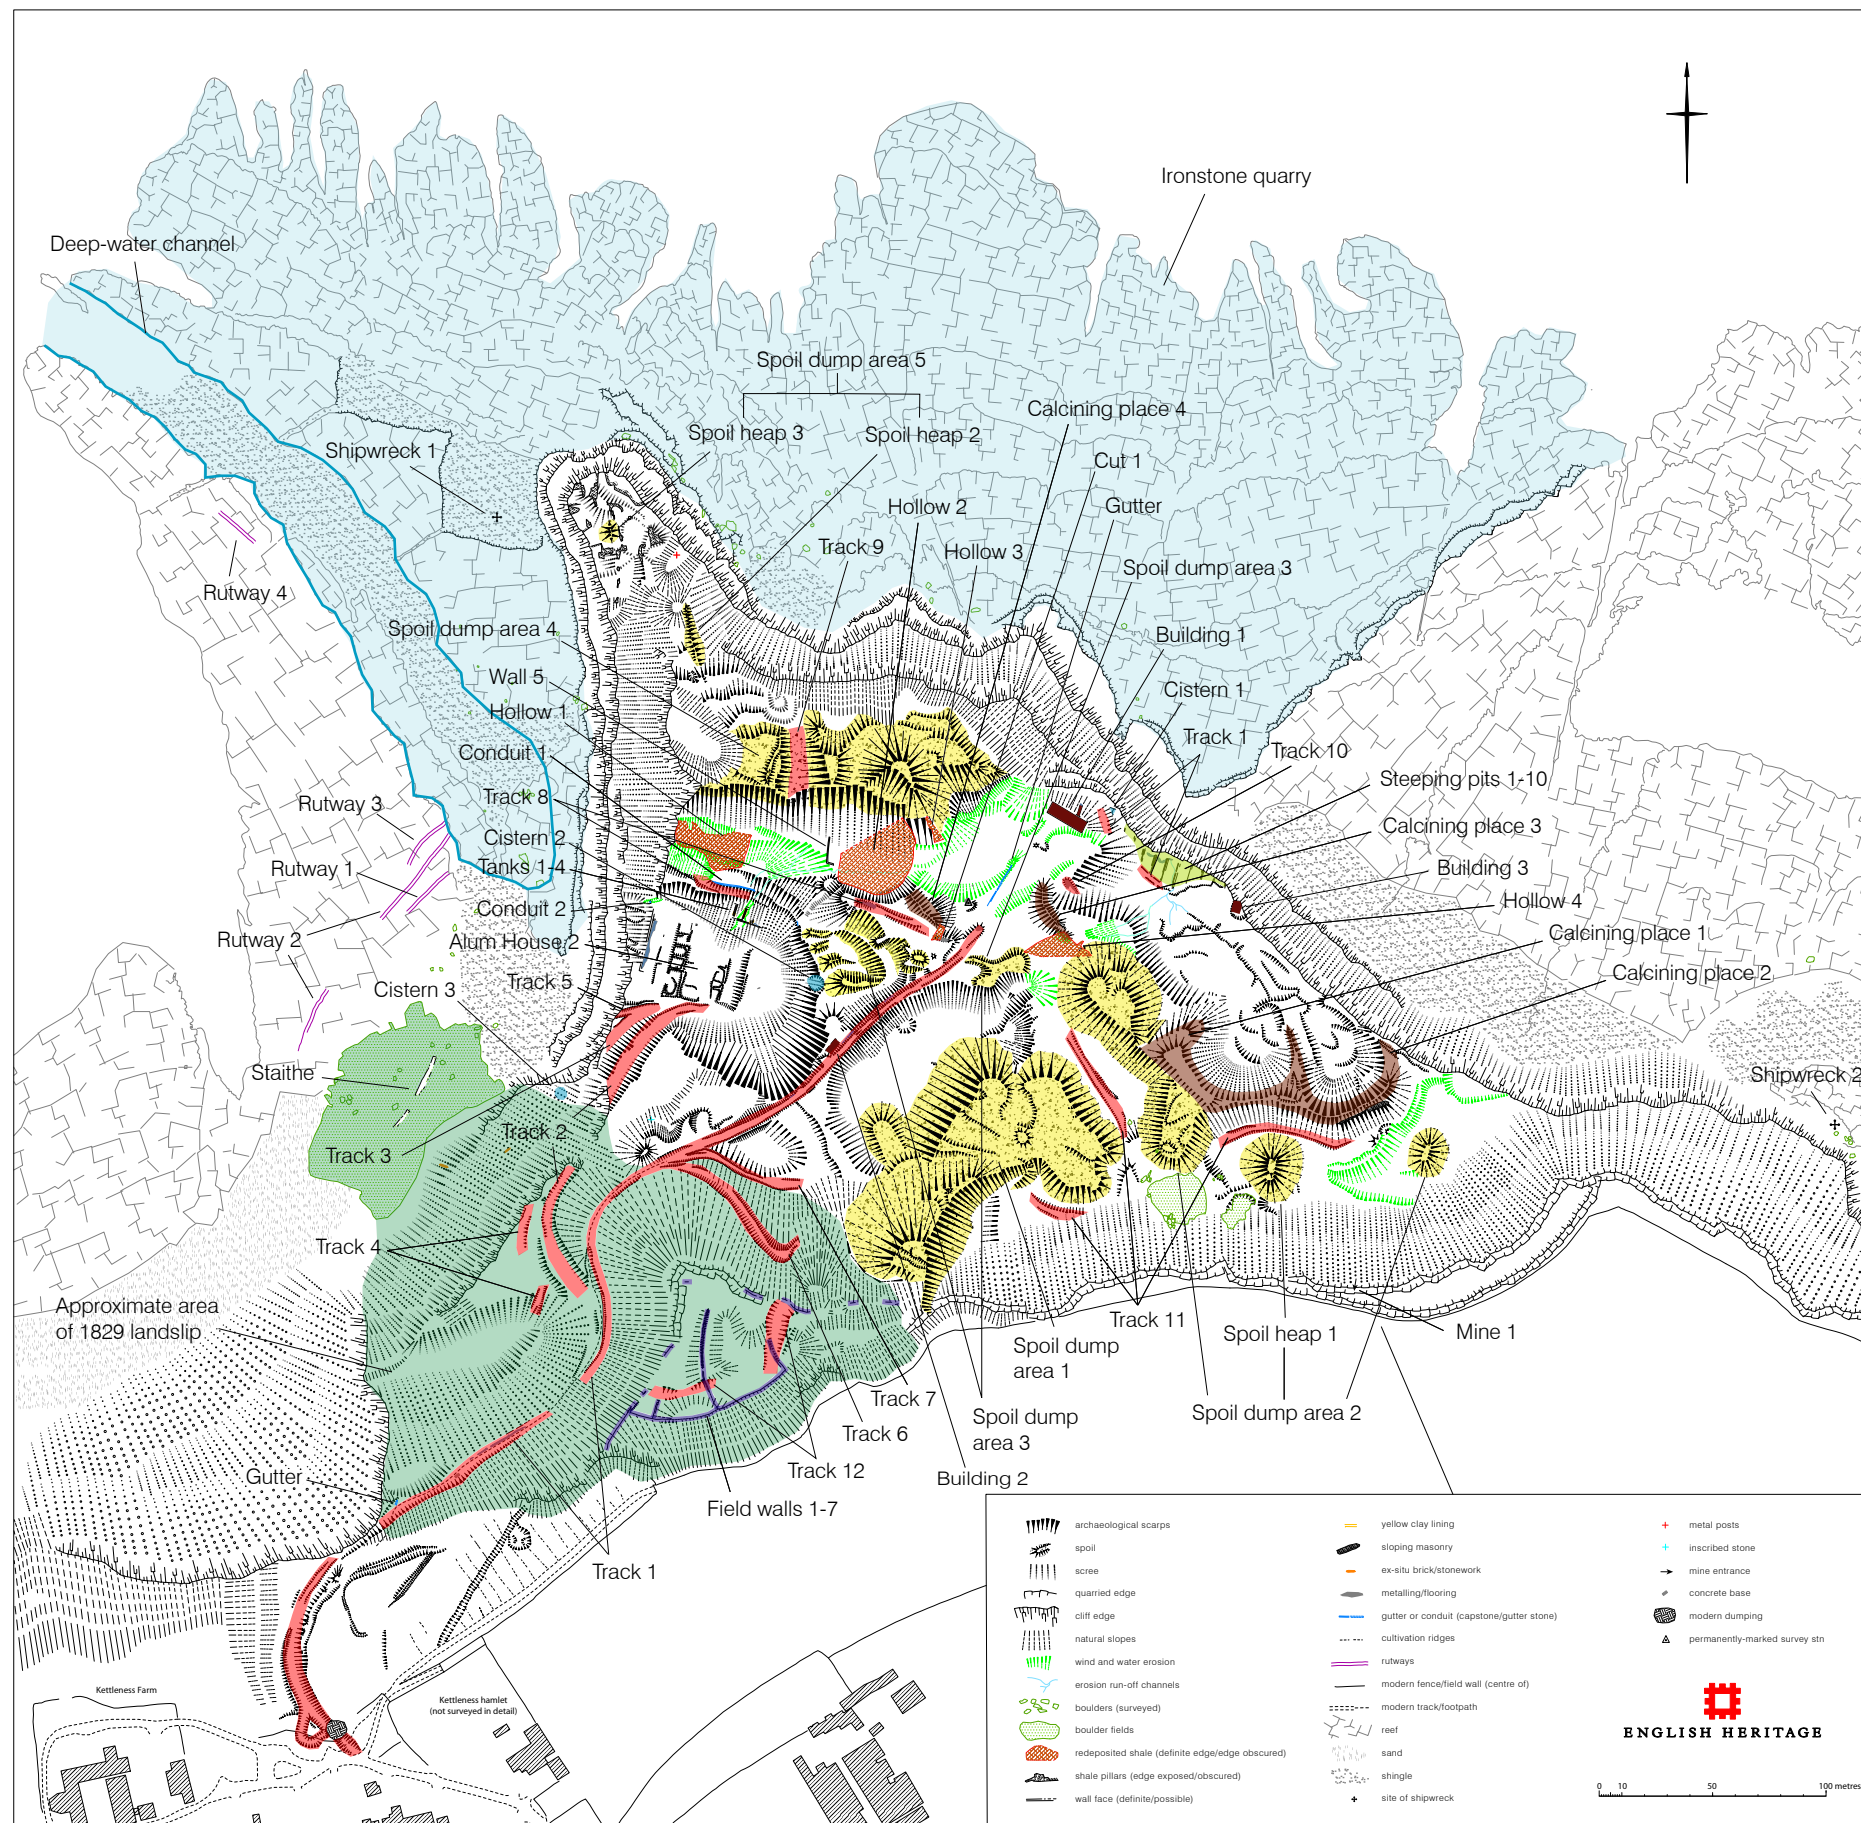 Ironstone quarry
Deep-water channel
Spoil dump area 5
Calcining place 4
Spoil heap 3
Spoil heap 2
Shipwreck 1
Cut 1
Hollow 2
Gutter
Track 9
Hollow 3
Spoil dump area 3
Rutway 4
Spoil dump area 4
Building 1
Wall 5
Cistern 1
Hollow 1
Track 1
Conduit 1
Track 10
Steeping pits 1-10
Track 8
Rutway 3
Calcining place 3
Cistern 2
Tanks 1-4
Rutway 1
Building 3
Hollow 4
Conduit 2
Rutway 2
Alum House 2
Calcining place 1
Calcining place 2
Track 5
Cistern 3
Staithe
Shipwreck 2
Track 2
Track 3
Track 4
Approximate area
of 1829 landslip
Track 11
Spoil heap 1
Mine 1
Spoil dump
area 1
Track 7
Spoil dump area 2
Spoil dump
area 3
Track 6
Track 12
Building 2
Gutter
Field walls 1-7
Track 1
Kettleness Farm
Kettleness hamlet
(not surveyed in detail)
archaeological scarps
spoil
scree
quarried edge
cliff edge
natural slopes
wind and water erosion
erosion run-off channels
boulders (surveyed)
boulder fields
redeposited shale (definite edge/edge obscured)
shale pillars (edge exposed/obscured)
wall face (definite/possible)
yellow clay lining
sloping masonry
ex-situ brick/stonework
metalling/flooring
gutter or conduit (capstone/gutter stone)
cultivation ridges
rutways
modern fence/field wall (centre of)
modern track/footpath
reef
sand
shingle
site of shipwreck
metal posts
inscribed stone
mine entrance
concrete base
modern dumping
permanently-marked survey stn
ENGLISH HERITAGE
0 10 50 100 metres